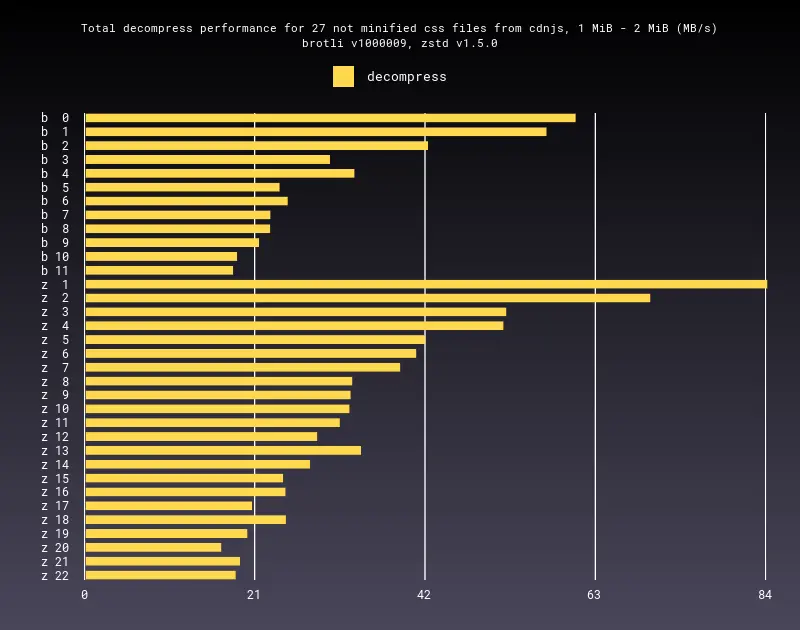 Total decompress performance for 27 not minified css files from cdnjs, 1 MiB - 2 MiB (MB/s)
brotli v1000009, zstd v1.5.0
decompress
b 0
b 1
b 2
b 3
b 4
b 5
b 6
b 7
b 8
b 9
b 10
b 11
z 1
z 2
z 3
z 4
z 5
z 6
z 7
z 8
z 9
z 10
z 11
z 12
z 13
z 14
z 15
z 16
z 17
z 18
z 19
z 20
z 21
z 22
0 21 42 63 84